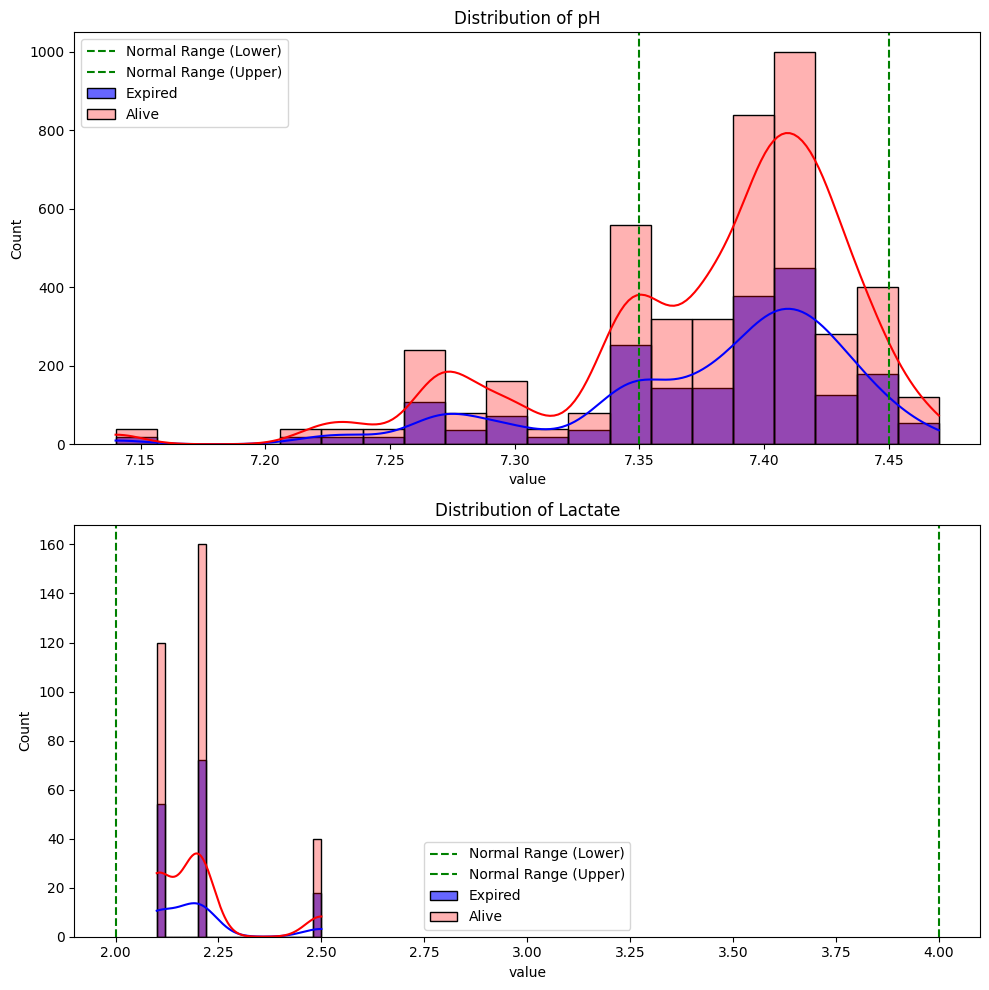 Distribution of pH
Normal Range (Lower)
Normal Range (Upper)
Expired
Alive
1000
800
600
400
200
0
Count
7.15 7.20 7.25 7.30 7.35 7.40 7.45
value
Distribution of Lactate
160
140
120
100
80
60
40
20
0
Count
Normal Range (Lower)
Normal Range (Upper)
Expired
Alive
2.00 2.25 2.50 2.75 3.00 3.25 3.50 3.75 4.00
value